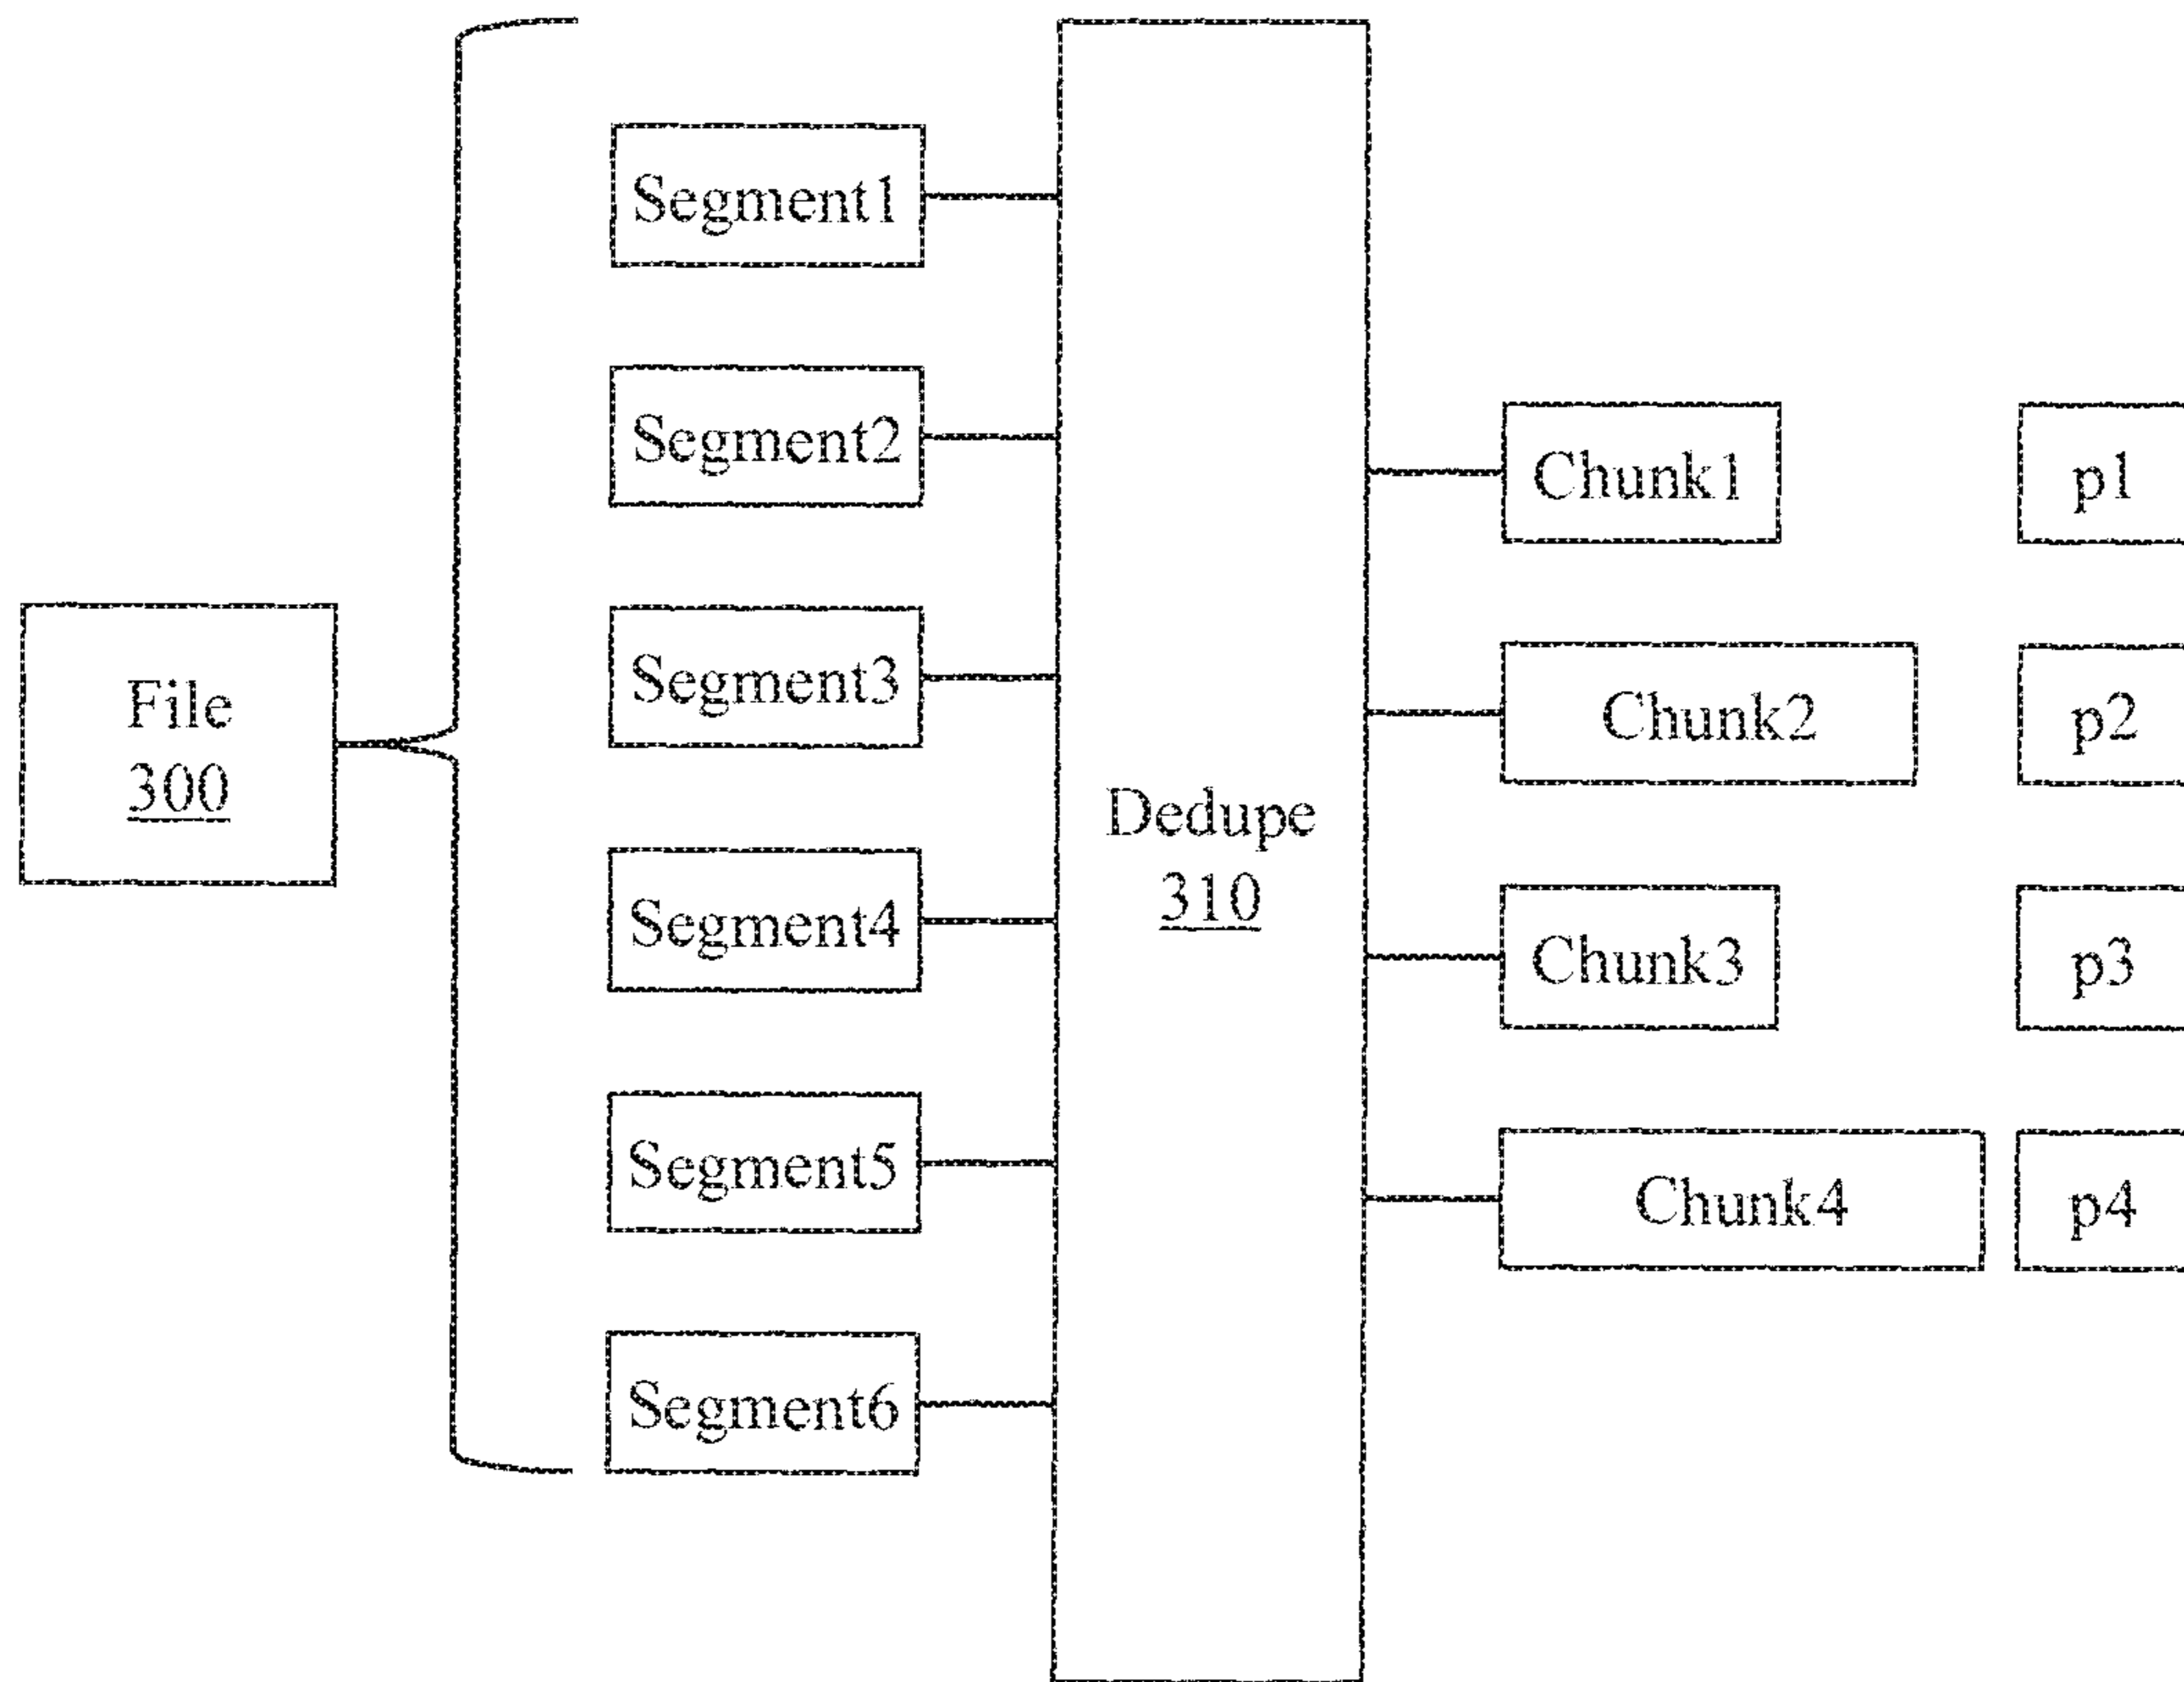 File
300
Segment1
Segment2
Segment3
Segment4
Segment5
Segment6
Dedupe
310
Chunk1
p1
Chunk2
p2
Chunk3
p3
Chunk4
p4